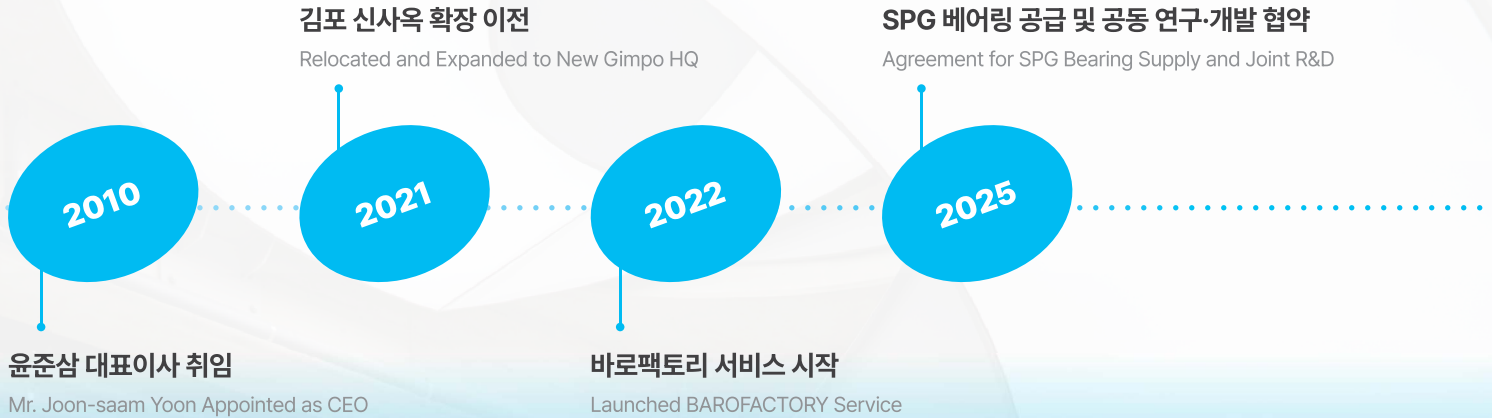 김포 신사옥 확장 이전
Relocated and Expanded to New Gimpo HQ
SPG 베어링 공급 및 공동 연구·개발 협약
Agreement for SPG Bearing Supply and Joint R&D
2010
2021
2022
2025
윤준삼 대표이사 취임
Mr. Joon-saam Yoon Appointed as CEO
바로팩토리 서비스 시작
Launched BAROFACTORY Service